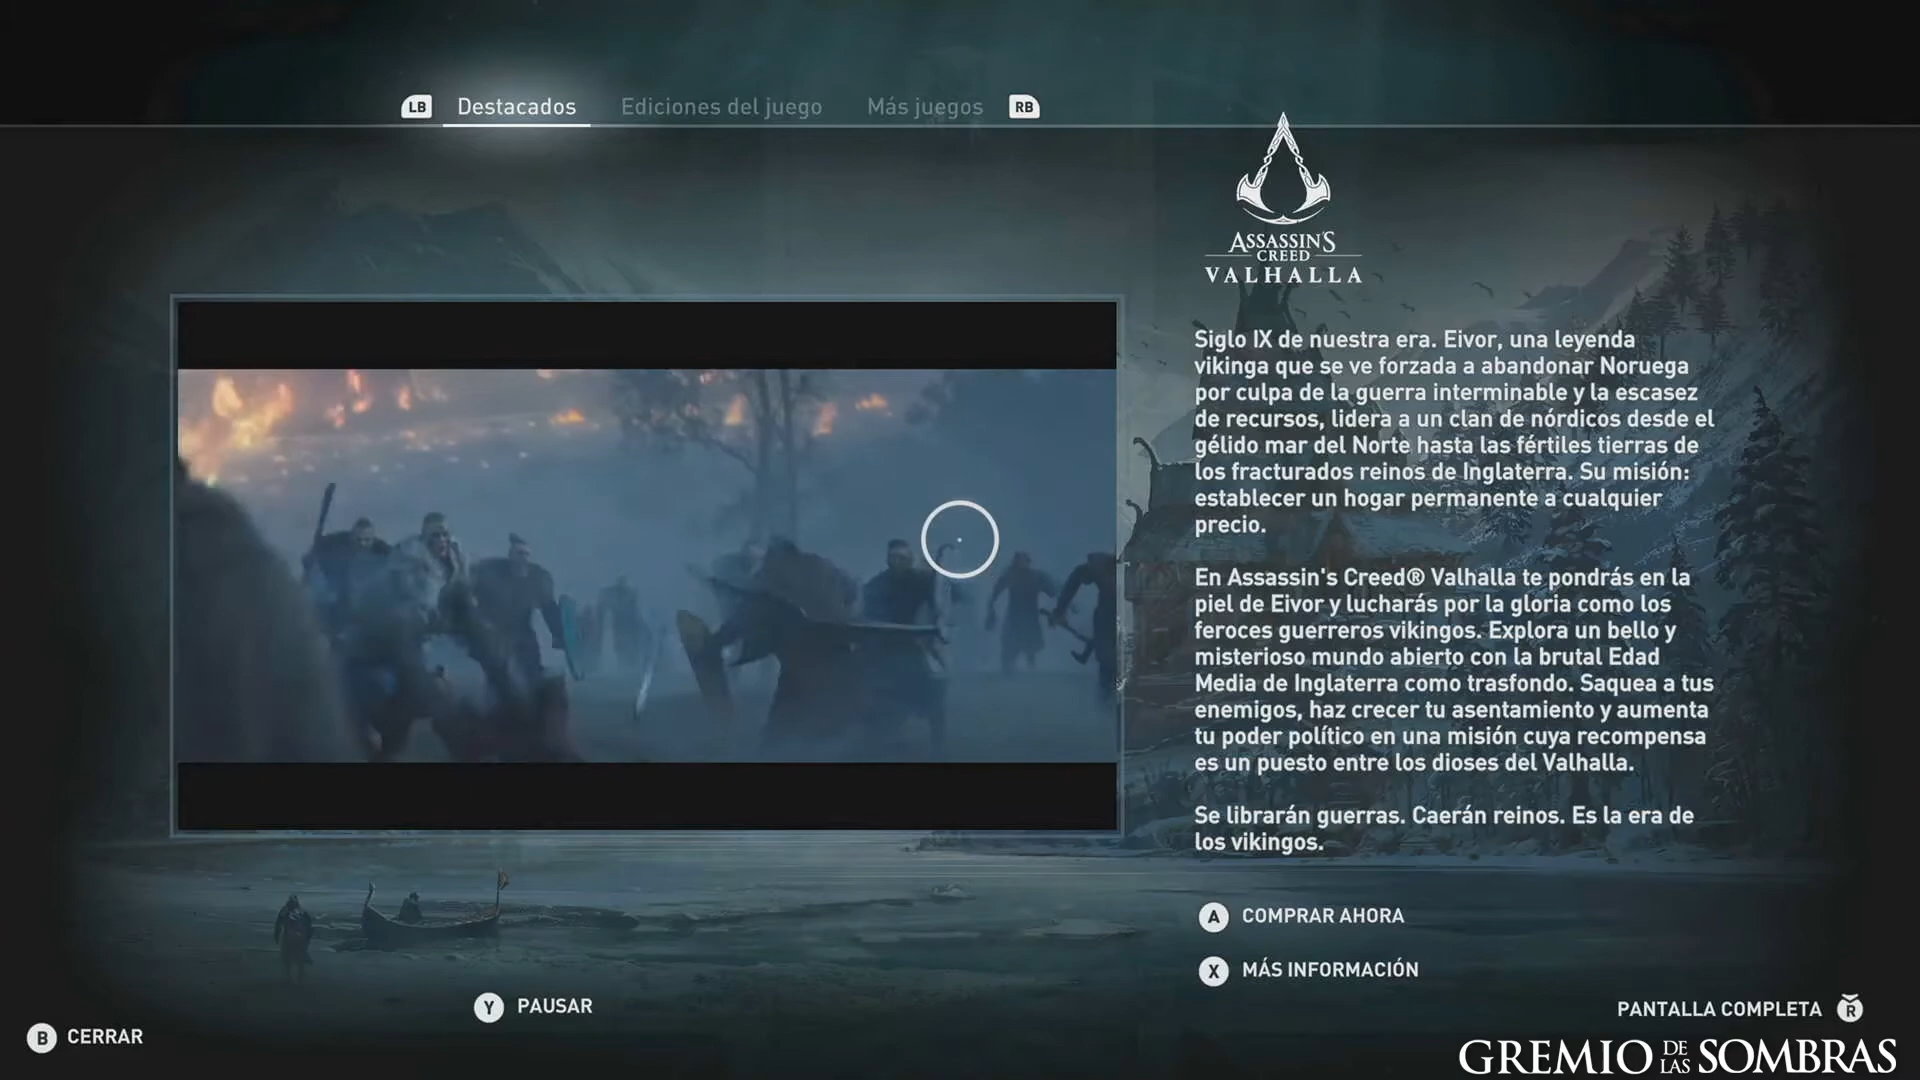 LB Destacados Ediciones del juego Más juegos RB
ASSASSIN'S
CREED
VALHALLA
Siglo IX de nuestra era. Eivor, una leyenda
vikinga que se ve forzada a abandonar Noruega
por culpa de la guerra interminable y la escasez
de recursos, lidera a un clan de nórdicos desde el
gélido mar del Norte hasta las fértiles tierras de
los fracturados reinos de Inglaterra. Su misión:
establecer un hogar permanente a cualquier
precio.
En Assassin's Creed® Valhalla te pondrás en la
piel de Eivor y lucharás por la gloria como los
feroces guerreros vikingos. Explora un bello y
misterioso mundo abierto con la brutal Edad
Media de Inglaterra como trasfondo. Saquea a tus
enemigos, haz crecer tu asentamiento y aumenta
tu poder político en una misión cuya recompensa
es un puesto entre los dioses del Valhalla.
Se librarán guerras. Caerán reinos. Es la era de
los vikingos.
A COMPRAR AHORA
X MÁS INFORMACIÓN
Y PAUSAR
PANTALLA COMPLETA R
B CERRAR
GREMIO DE LAS SOMBRAS